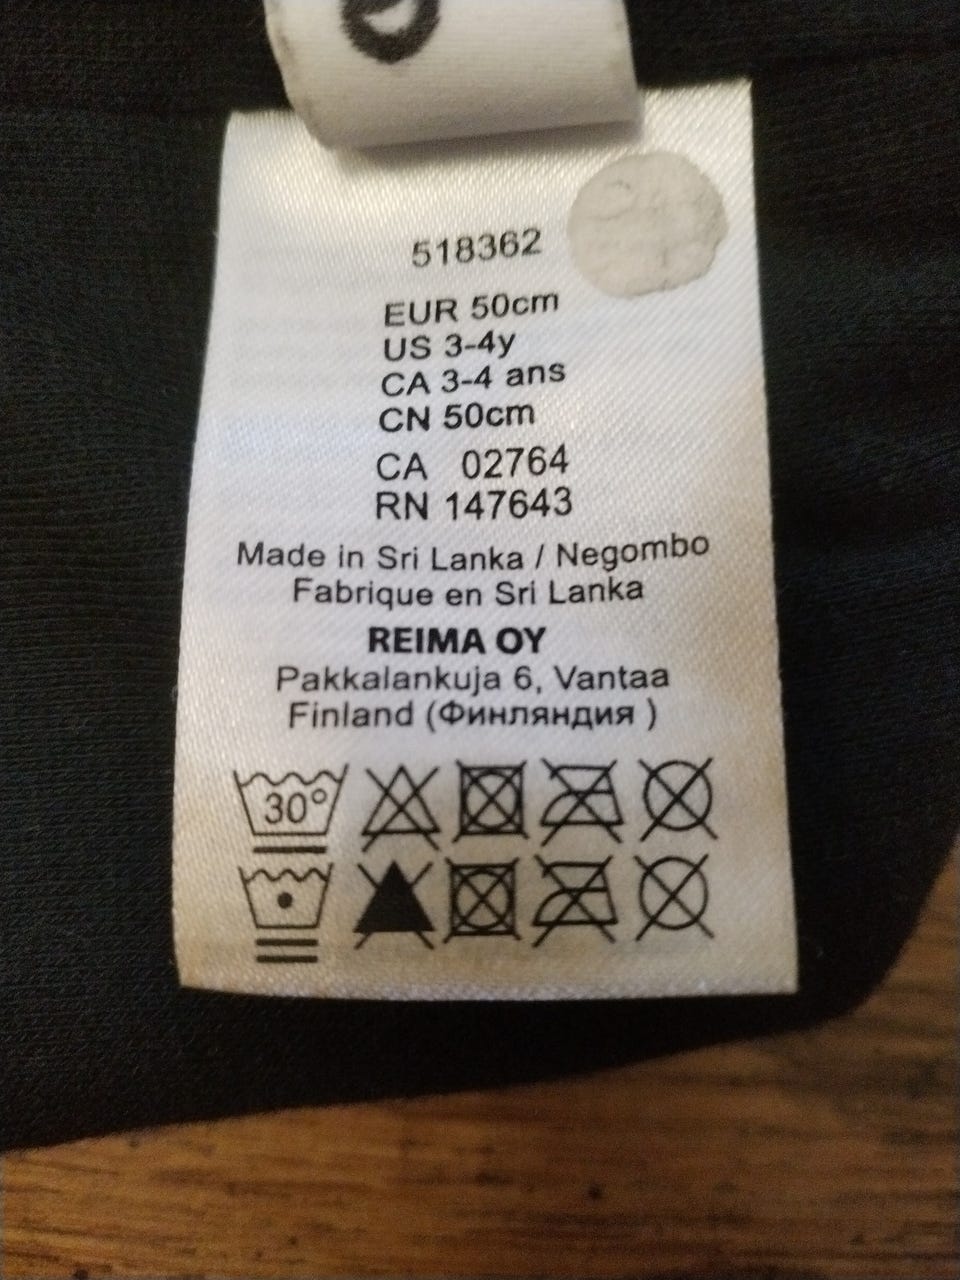 518362
EUR 50cm
US 3-4y
CA 3-4 ans
CN 50cm
CA 02764
RN 147643
Made in Sri Lanka / Negombo
Fabrique en Sri Lanka
REIMA OY
Pakkalankuja 6, Vantaa
Finland (Финляндия )
30°